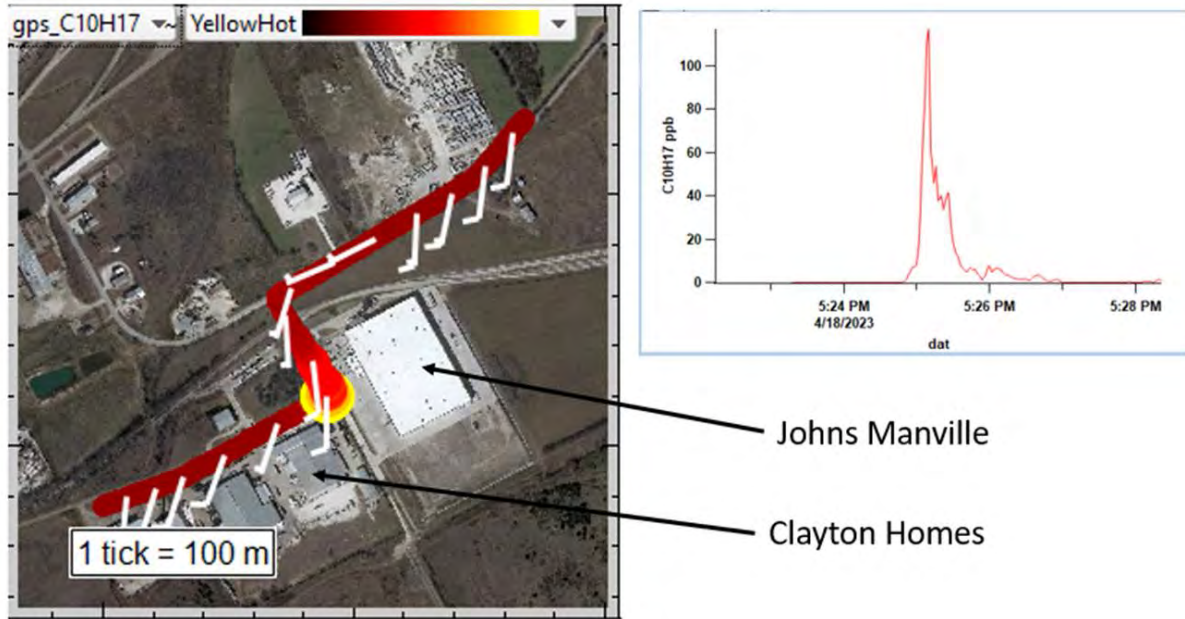 gps_C10H17
YellowHot
1 tick = 100 m
C10H17 ppb
100
80
60
40
20
0
5:24 PM
4/18/2023
5:26 PM
5:28 PM
dat
Johns Manville
Clayton Homes